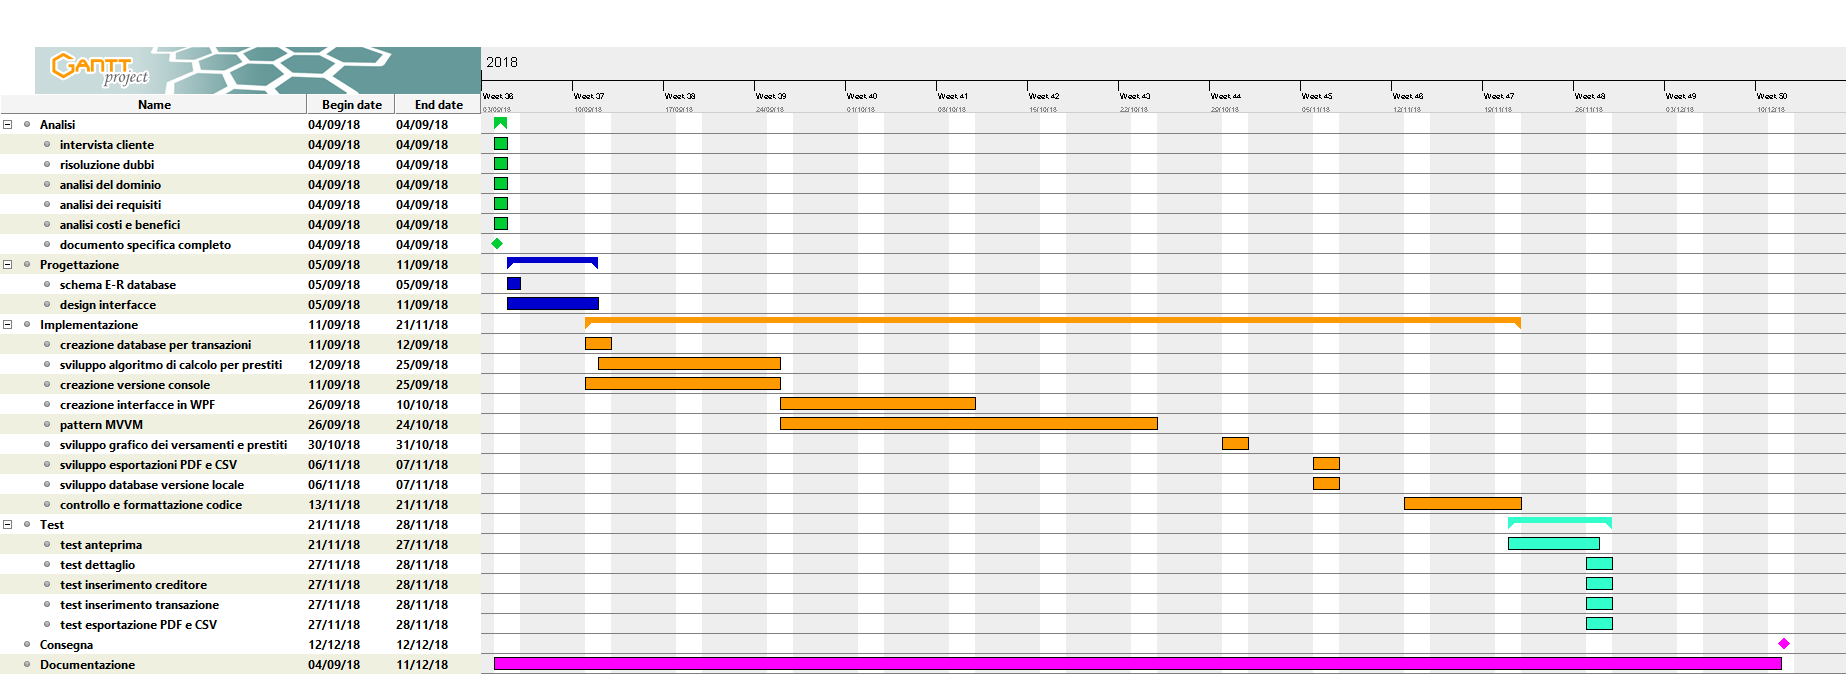 GANTT
project
2018
Week 36 Week 37 Week 38 Week 39 Week 40 Week 41 Week 42 Week 43 Week 44 Week 45 Week 46 Week 47 Week 48 Week 49 Week 50
03/09/18 10/09/18 17/09/18 24/09/18 01/10/18 08/10/18 15/10/18 22/10/18 29/10/18 05/11/18 12/11/18 19/11/18 26/11/18 03/12/18 10/12/18
Name Begin date End date
Analisi 04/09/18 04/09/18
intervista cliente 04/09/18 04/09/18
risoluzione dubbi 04/09/18 04/09/18
analisi del dominio 04/09/18 04/09/18
analisi dei requisiti 04/09/18 04/09/18
analisi costi e benefici 04/09/18 04/09/18
documento specifica completo 04/09/18 04/09/18
Progettazione 05/09/18 11/09/18
schema E-R database 05/09/18 05/09/18
design interfacce 05/09/18 11/09/18
Implementazione 11/09/18 21/11/18
creazione database per transazioni 11/09/18 12/09/18
sviluppo algoritmo di calcolo per prestiti 12/09/18 25/09/18
creazione versione console 11/09/18 25/09/18
creazione interfacce in WPF 26/09/18 10/10/18
pattern MVVM 26/09/18 24/10/18
sviluppo grafico dei versamenti e prestiti 30/10/18 31/10/18
sviluppo esportazioni PDF e CSV 06/11/18 07/11/18
sviluppo database versione locale 06/11/18 07/11/18
controllo e formattazione codice 13/11/18 21/11/18
Test 21/11/18 28/11/18
test anteprima 21/11/18 27/11/18
test dettaglio 27/11/18 28/11/18
test inserimento creditore 27/11/18 28/11/18
test inserimento transazione 27/11/18 28/11/18
test esportazione PDF e CSV 27/11/18 28/11/18
Consegna 12/12/18 12/12/18
Documentazione 04/09/18 11/12/18